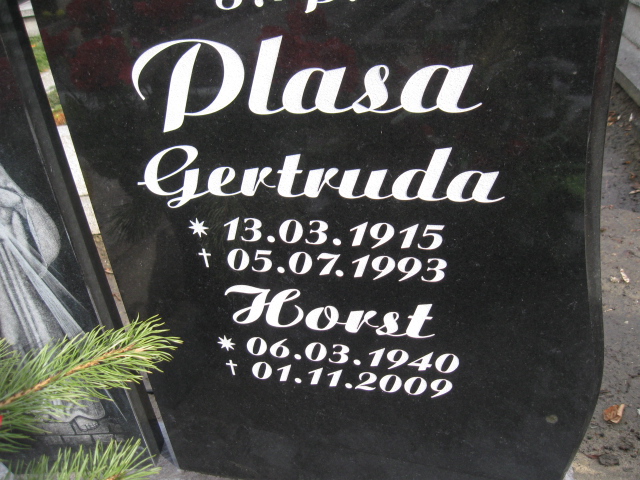 Plasa
Gertruda
* 13.03.1915
† 05.07.1993
Horst
* 06.03.1940
† 01.11.2009